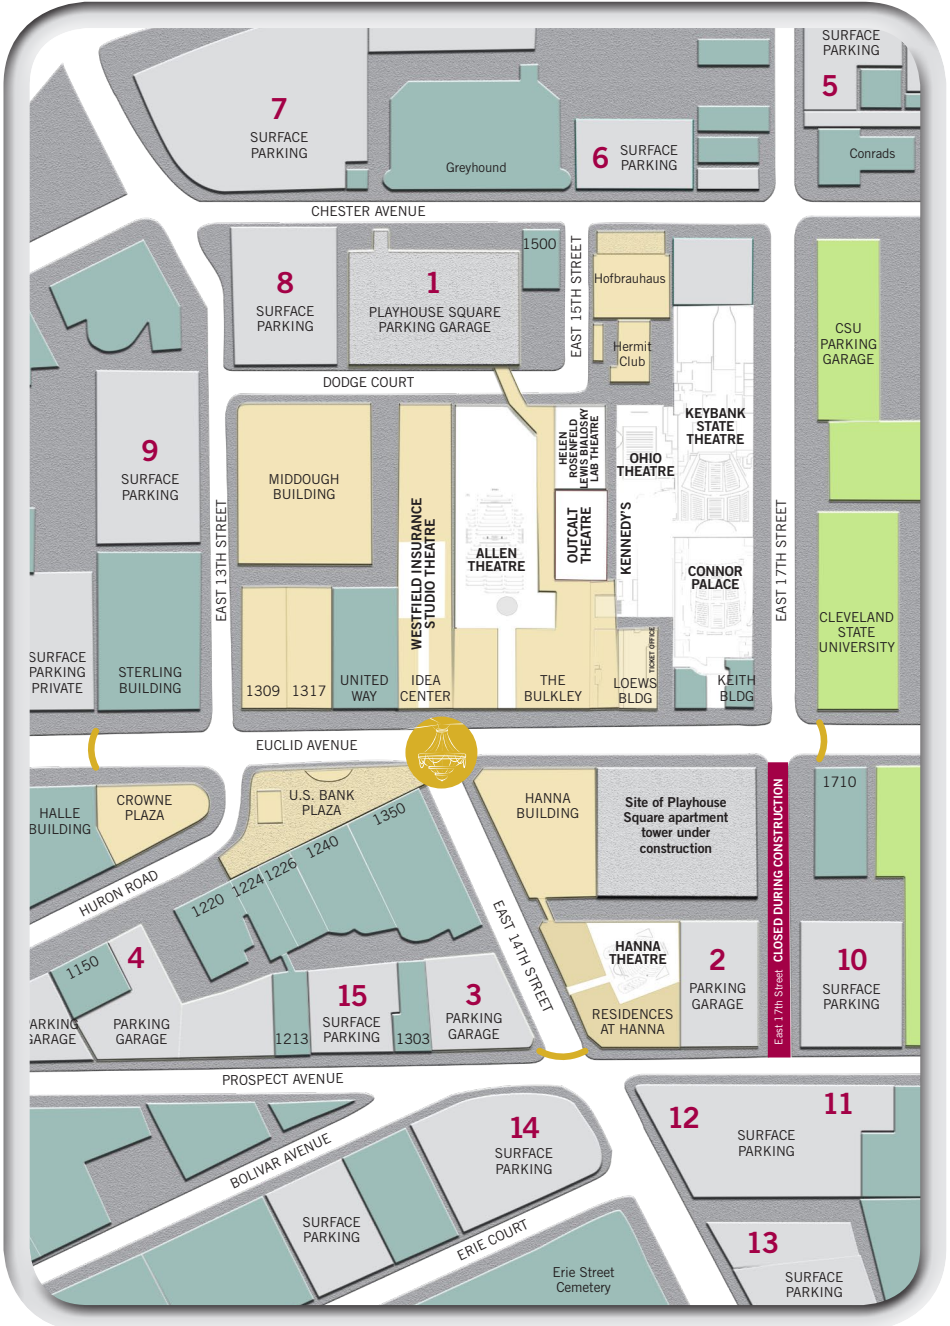 SURFACE
PARKING
5
7
SURFACE
PARKING
Greyhound
6
SURFACE
PARKING
Conrads
CHESTER AVENUE
8
SURFACE
PARKING
1
PLAYHOUSE SQUARE
PARKING GARAGE
1500
EAST 15TH STREET
Hofbrauhaus
Hermit
Club
CSU
PARKING
GARAGE
DODGE COURT
9
SURFACE
PARKING
MIDDOUGH
BUILDING
EAST 13TH STREET
WESTFIELD INSURANCE
STUDIO THEATRE
ALLEN
THEATRE
HELEN
ROSENFELD
LEWIS BIALOSKY
LAB THEATRE
OUTCALT
THEATRE
OHIO
THEATRE
KENNEDY'S
KEYBANK
STATE
THEATRE
CONNOR
PALACE
EAST 17TH STREET
CLEVELAND
STATE
UNIVERSITY
SURFACE
PARKING
PRIVATE
STERLING
BUILDING
1309
1317
UNITED
WAY
IDEA
CENTER
THE
BULKLEY
LOEWS
BLDG
TICKET OFFICE
KEITH
BLDG
EUCLID AVENUE
HALLE
BUILDING
CROWNE
PLAZA
U.S. BANK
PLAZA
HANNA
BUILDING
Site of Playhouse
Square apartment
tower under
construction
1710
HURON ROAD
1220
1224
1226
1240
1350
EAST 14TH STREET
East 17th Street CLOSED DURING CONSTRUCTION
1150
4
PARKING
GARAGE
ARKING
GARAGE
1213
15
SURFACE
PARKING
1303
3
PARKING
GARAGE
HANNA
THEATRE
RESIDENCES
AT HANNA
2
PARKING
GARAGE
10
SURFACE
PARKING
PROSPECT AVENUE
BOLIVAR AVENUE
14
SURFACE
PARKING
12
11
SURFACE
PARKING
SURFACE
PARKING
ERIE COURT
13
SURFACE
PARKING
Erie Street
Cemetery